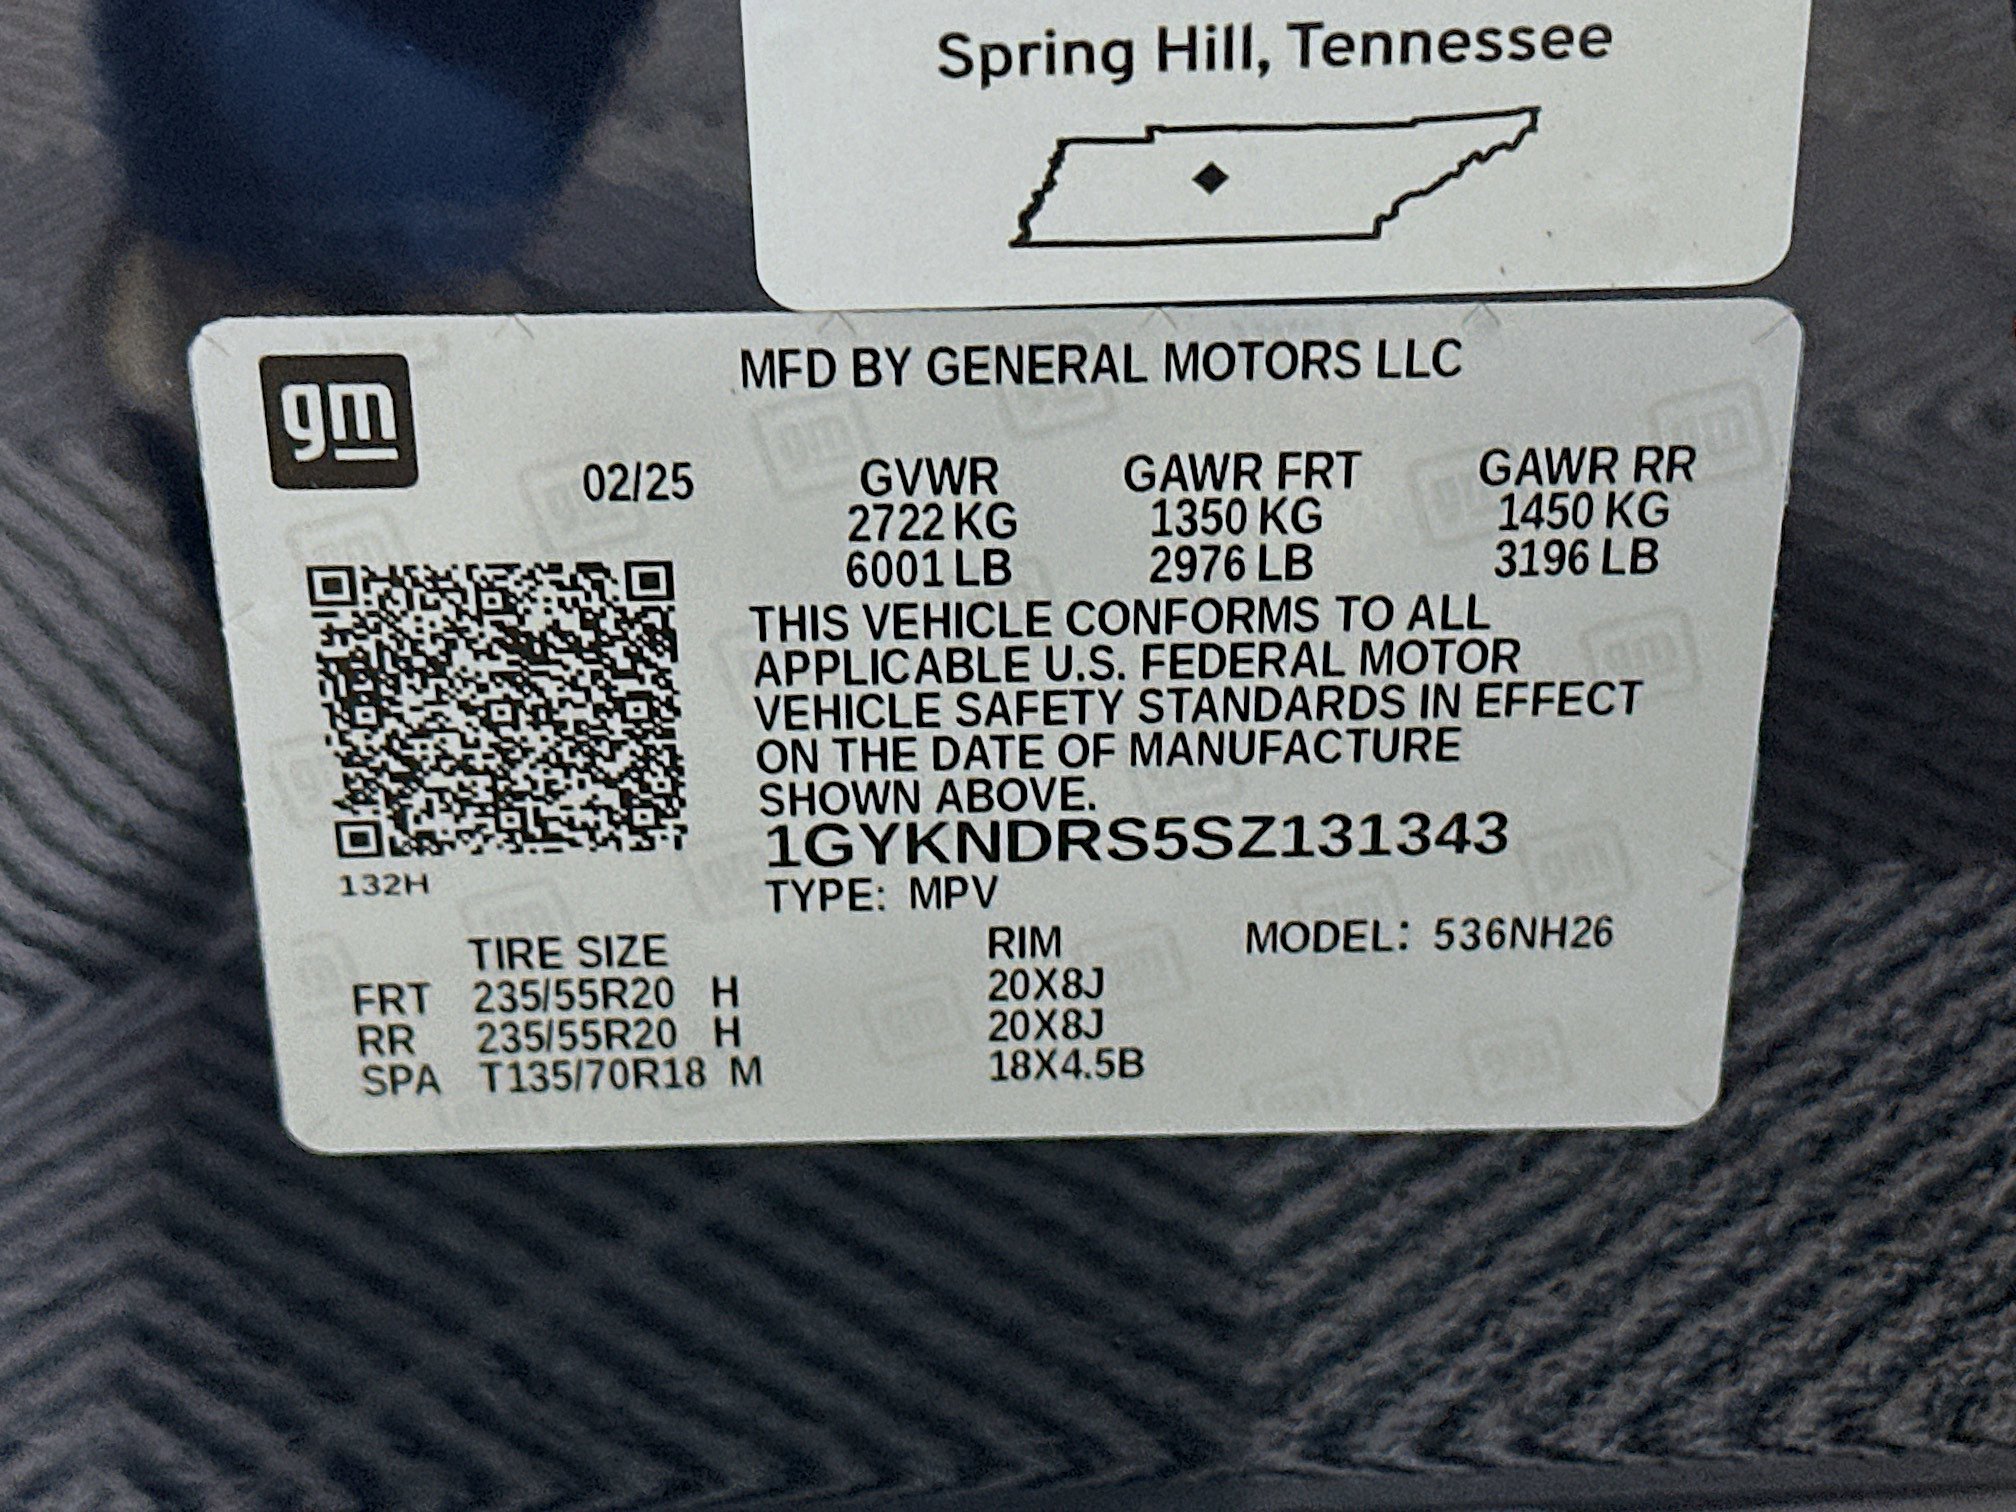 Spring Hill, Tennessee
gm
MFD BY GENERAL MOTORS LLC
02/25 GVWR GAWR FRT GAWR RR
2722 KG 1350 KG 1450 KG
6001 LB 2976 LB 3196 LB
THIS VEHICLE CONFORMS TO ALL
APPLICABLE U.S. FEDERAL MOTOR
VEHICLE SAFETY STANDARDS IN EFFECT
ON THE DATE OF MANUFACTURE
SHOWN ABOVE.
1GYKNDRS5SZ131343
132H
TYPE: MPV
TIRE SIZE RIM MODEL: 536NH26
FRT 235/55R20 H 20X8J
RR 235/55R20 H 20X8J
SPA T135/70R18 M 18X4.5B